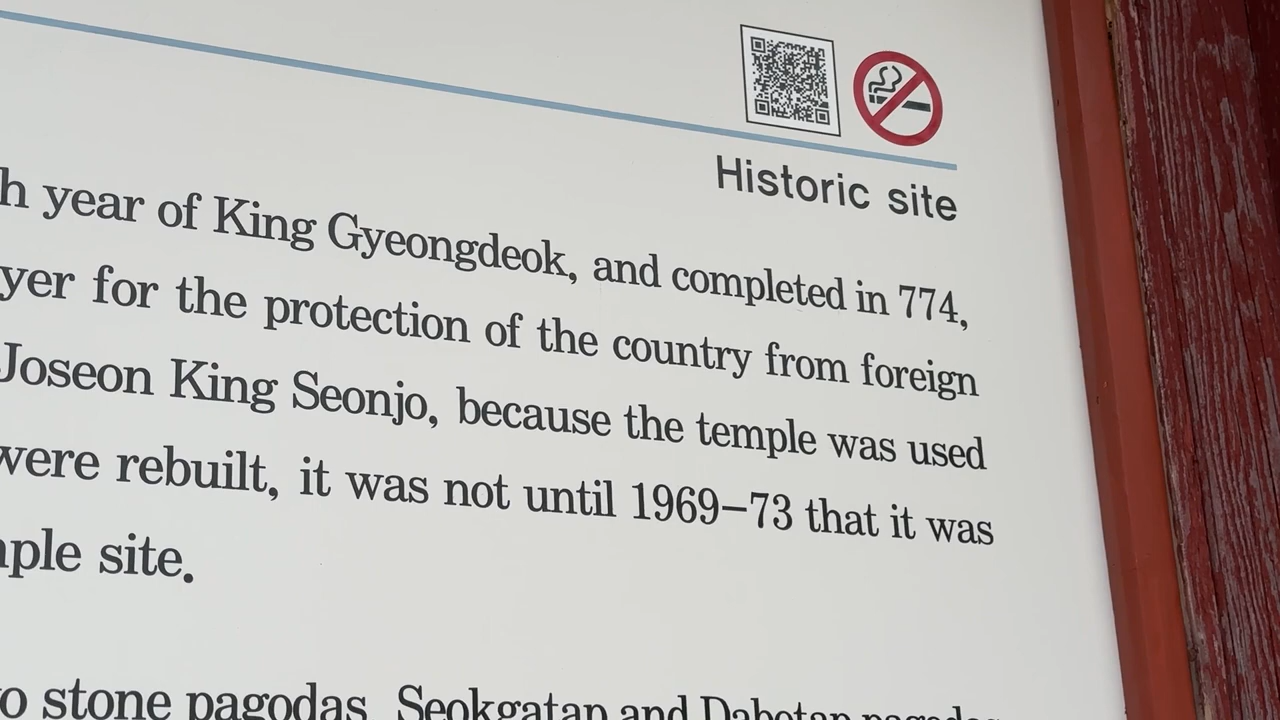 Historic site
h year of King Gyeongdeok, and completed in 774,
yer for the protection of the country from foreign
Joseon King Seonjo, because the temple was used
were rebuilt, it was not until 1969–73 that it was
ple site.
o stone pagodas, Seokgatap and Dabotap pagodas